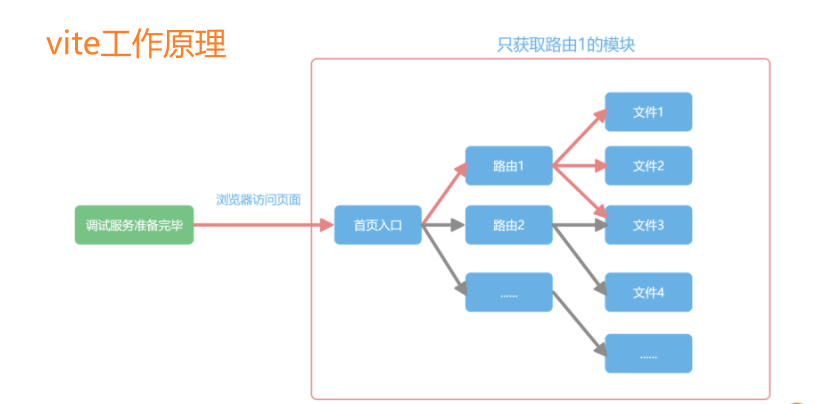 vite工作原理
只获取路由1的模块
文件1
路由1
文件2
浏览器访问页面
调试服务准备完毕
首页入口
路由2
文件3
......
文件4
......